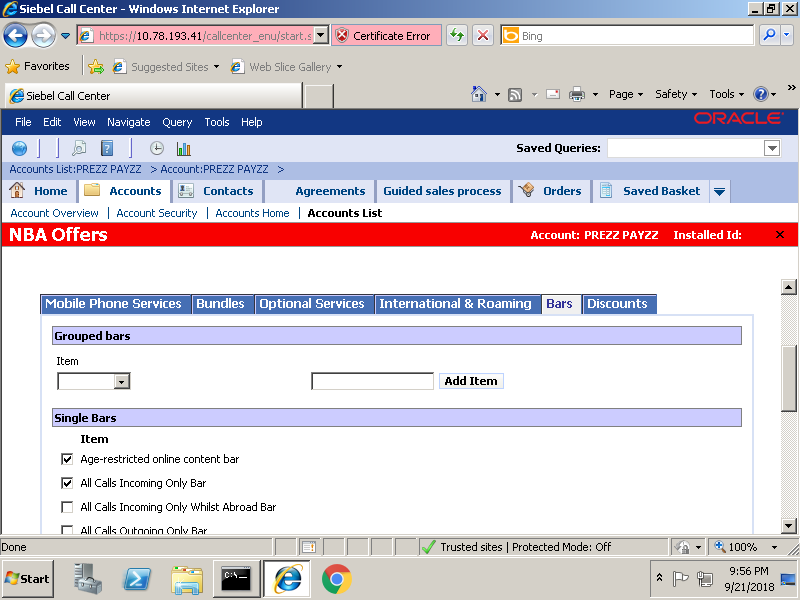 Siebel Call Center - Windows Internet Explorer
https://10.78.193.41/callcenter_enu/start.s
Certificate Error
Bing
Favorites
Suggested Sites
Web Slice Gallery
Siebel Call Center
Page
Safety
Tools
File Edit View Navigate Query Tools Help
ORACLE
Saved Queries:
Accounts List:PREZZ PAYZZ > Account:PREZZ PAYZZ >
Home Accounts Contacts Agreements Guided sales process Orders Saved Basket
Account Overview | Account Security | Accounts Home | Accounts List
NBA Offers
Account: PREZZ PAYZZ Installed Id:
Mobile Phone Services Bundles Optional Services International & Roaming Bars Discounts
Grouped bars
Item
Add Item
Single Bars
Item
Age-restricted online content bar
All Calls Incoming Only Bar
All Calls Incoming Only Whilst Abroad Bar
All Calls Outgoing Only Bar
Done
Trusted sites | Protected Mode: Off
100%
Start
C:\.
9:56 PM
9/21/2018